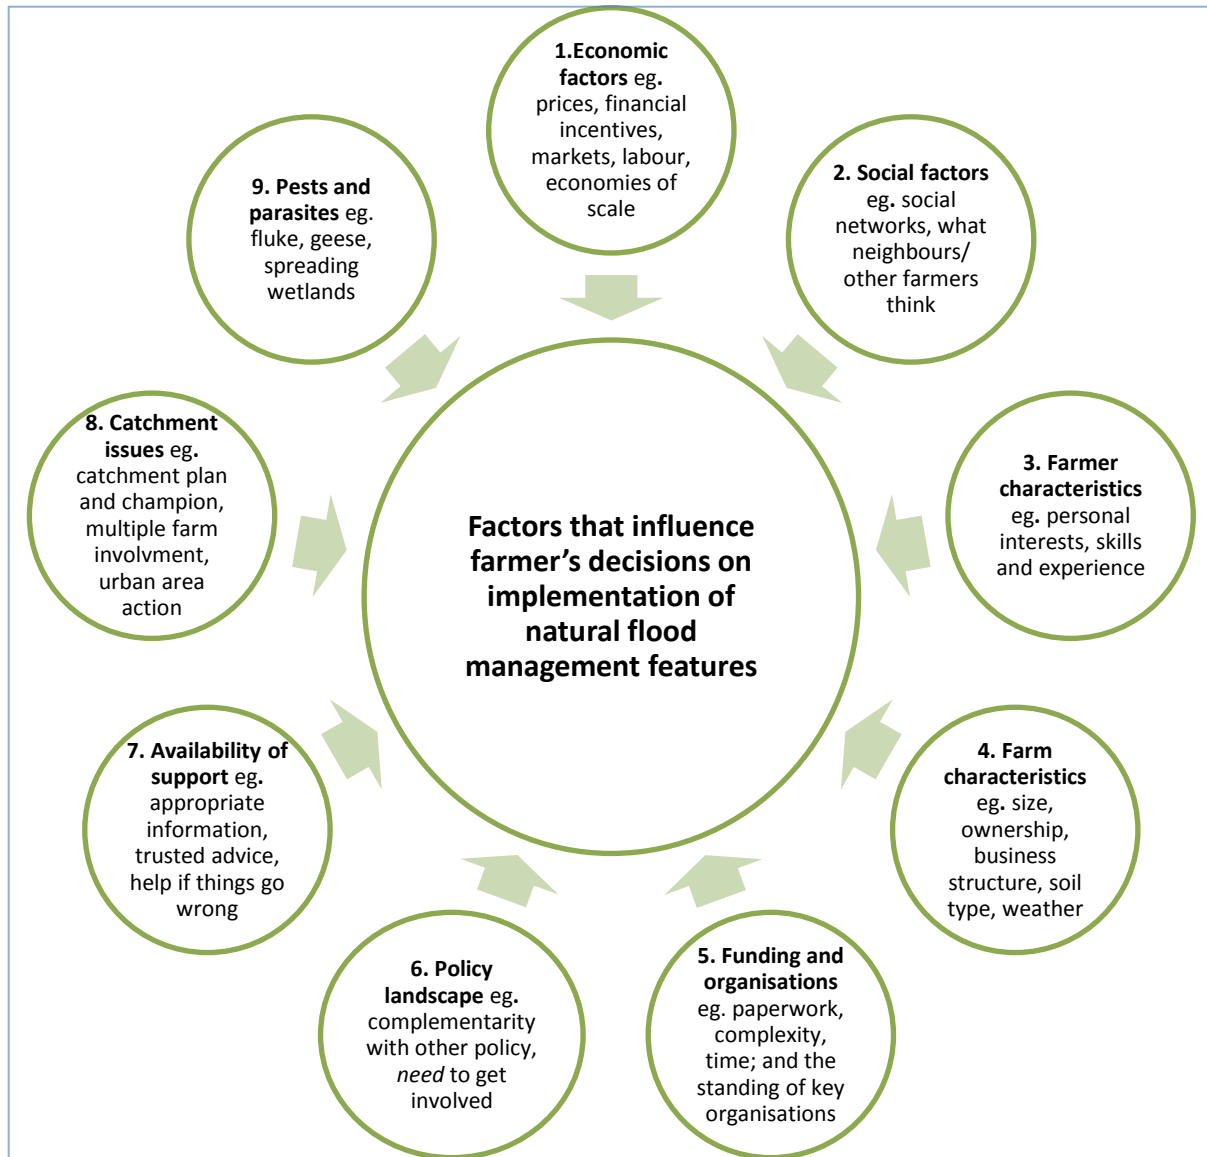 1.Economic
factors eg.
prices, financial
incentives,
markets, labour,
economies of
scale
2. Social factors
eg. social
networks, what
neighbours/
other farmers
think
3. Farmer
characteristics
eg. personal
interests, skills
and experience
4. Farm
characteristics
eg. size,
ownership,
business
structure, soil
type, weather
5. Funding and
organisations
eg. paperwork,
complexity,
time; and the
standing of key
organisations
6. Policy
landscape eg.
complementarity
with other policy,
need to get
involved
7. Availability of
support eg.
appropriate
information,
trusted advice,
help if things go
wrong
8. Catchment
issues eg.
catchment plan
and champion,
multiple farm
involvment,
urban area
action
9. Pests and
parasites eg.
fluke, geese,
spreading
wetlands
Factors that influence
farmer’s decisions on
implementation of
natural flood
management features